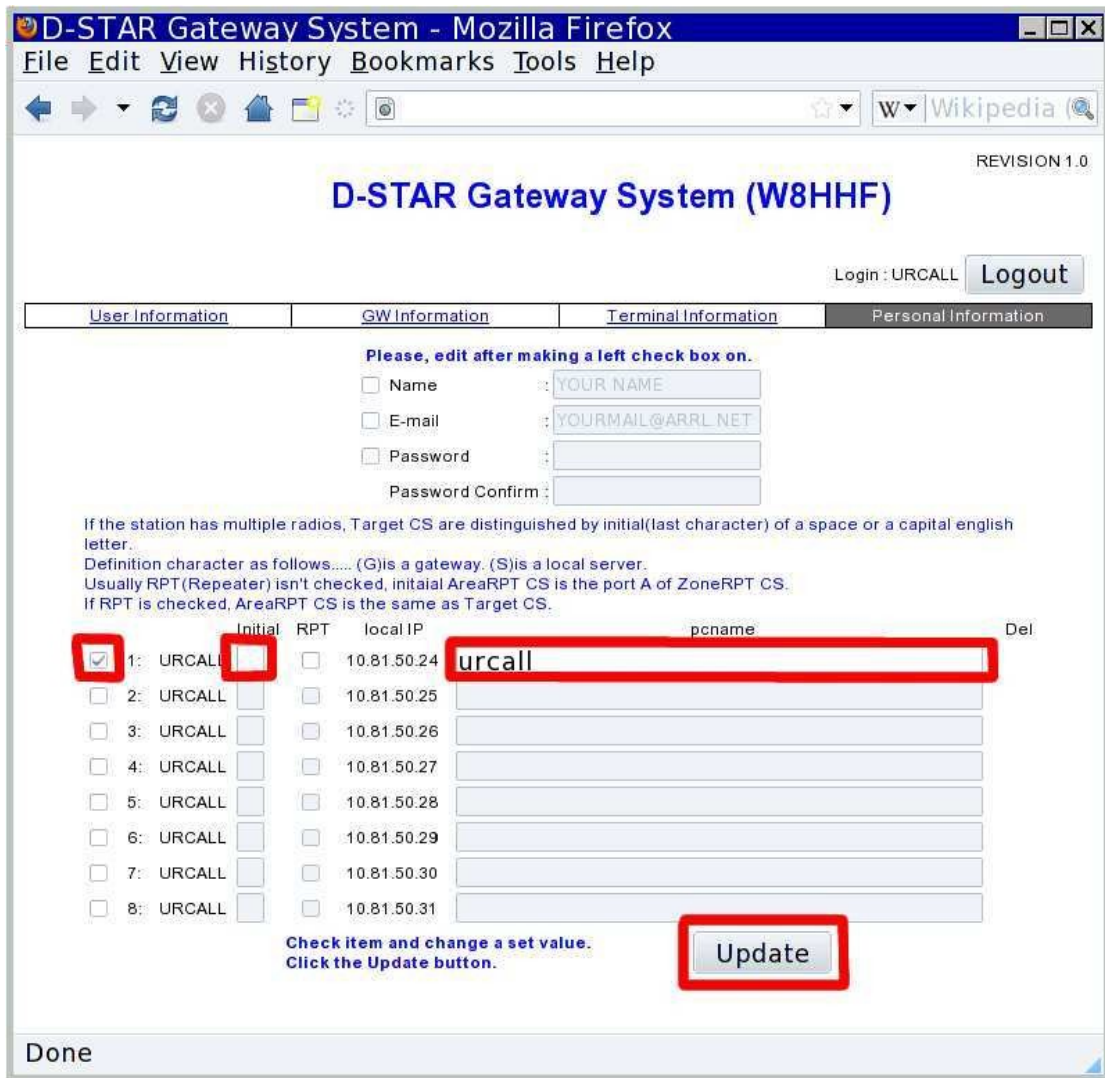 D-STAR Gateway System - Mozilla Firefox
File Edit View History Bookmarks Tools Help
W Wikipedia (
REVISION 1.0
D-STAR Gateway System (W8HHF)
Login : URCALL Logout
User Information GW Information Terminal Information Personal Information
Please, edit after making a left check box on.
Name : YOUR NAME
E-mail : YOURMAIL@ARRL.NET
Password :
Password Confirm :
If the station has multiple radios, Target CS are distinguished by initial(last character) of a space or a capital english
letter.
Definition character as follows..... (G)is a gateway. (S)is a local server.
Usually RPT(Repeater) isn't checked, initaial AreaRPT CS is the port A of ZoneRPT CS.
If RPT is checked, AreaRPT CS is the same as Target CS.
Initial RPT local IP pcname Del
1: URCALL 10.81.50.24 urcall
2: URCALL 10.81.50.25
3: URCALL 10.81.50.26
4: URCALL 10.81.50.27
5: URCALL 10.81.50.28
6: URCALL 10.81.50.29
7: URCALL 10.81.50.30
8: URCALL 10.81.50.31
Check item and change a set value.
Click the Update button.
Update
Done